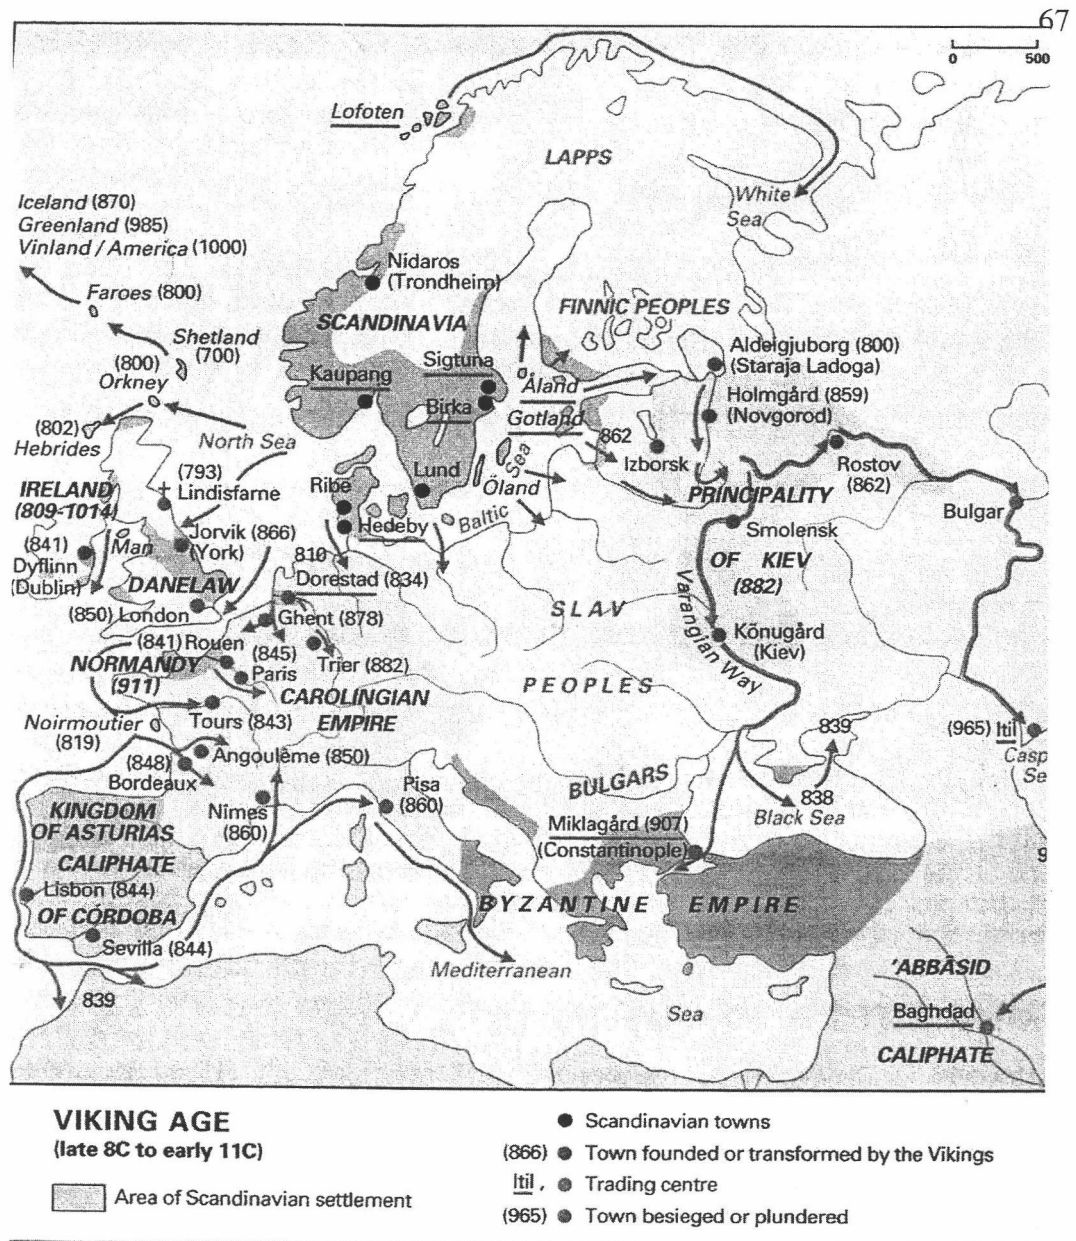 67
0 500
Lofoten
LAPPS
White
Sea
Iceland (870)
Greenland (985)
Vinland / America (1000)
Faroes (800)
Shetland
(700)
(800)
Orkney
(802)
Hebrides
North Sea
Nidaros
(Trondheim)
SCANDINAVIA
FINNIC PEOPLES
Sigtuna
Kaupang
Birka
Åland
Gotland
Aldeigjuborg (800)
(Staraja Ladoga)
Holmgård (859)
(Novgorod)
862
Izborsk
Rostov
(862)
Bulgar
Lund
Ribe
Hedeby
Öland
Baltic
Sea
(793)
Lindisfarne
IRELAND
(809-1014)
Jorvik (866)
(York)
(841)
Dyflinn
(Dublin)
Man
DANELAW
810
Dorestad (834)
(850) London
Ghent (878)
(841) Rouen
(845)
Paris
Trier (882)
NORMANDY
(911)
CAROLINGIAN
EMPIRE
PRINCIPALITY
Smolensk
OF KIEV
(882)
SLAV
PEOPLES
Varangian Way
Kõnugård
(Kiev)
Noirmoutier
(819)
Tours (843)
Angoulême (850)
(848)
Bordeaux
839
(965) Itil
Casp
Se
KINGDOM
OF ASTURIAS
Nîmes
(860)
Pisa
(860)
BULGARS
838
Black Sea
Miklagård (907)
(Constantinople)
9
CALIPHATE
Lisbon (844)
OF CÓRDOBA
Sevilla (844)
BYZANTINE EMPIRE
Mediterranean
Sea
839
'ABBÂSID
Baghdad
CALIPHATE
VIKING AGE
(late 8C to early 11C)
Area of Scandinavian settlement
Scandinavian towns
(866) Town founded or transformed by the Vikings
Itil, Trading centre
(965) Town besieged or plundered